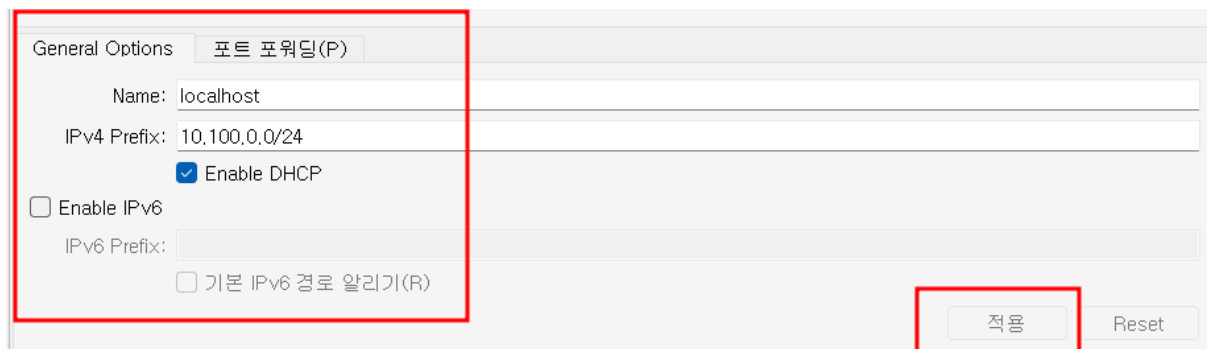 General Options 포트 포워딩(P)
Name: localhost
IPv4 Prefix: 10,100,0,0/24
Enable DHCP
Enable IPv6
IPv6 Prefix:
기본 IPv6 경로 알리기(R)
적용 Reset